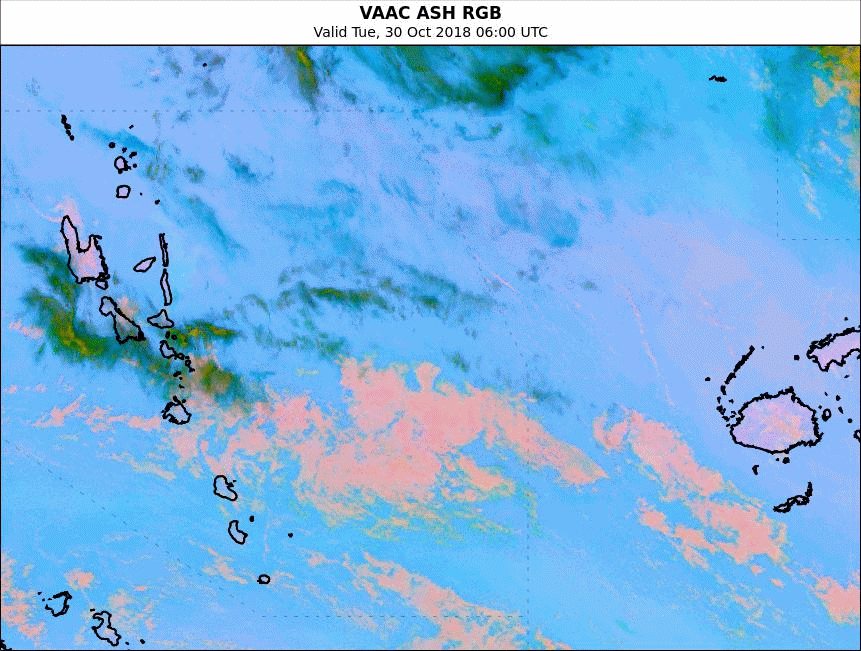 VAAC ASH RGB
Valid Tue, 30 Oct 2018 06:00 UTC